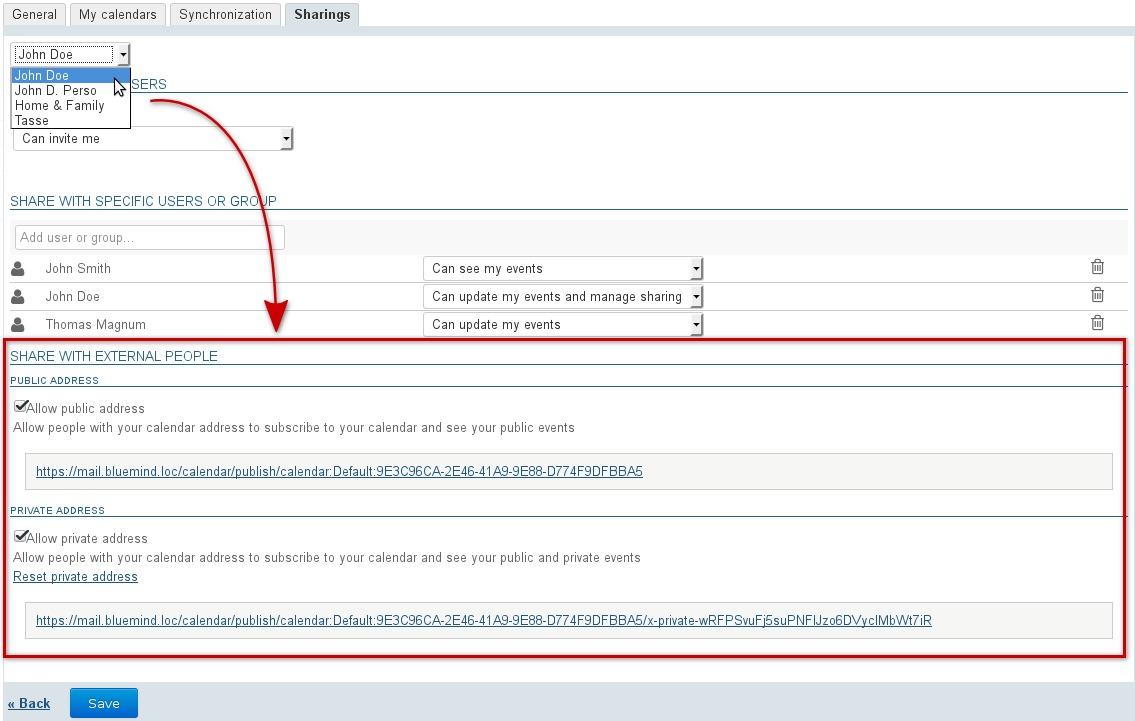 General My calendars Synchronization Sharings
John Doe
John Doe
SERS
John D. Perso
Home & Family
Tasse
Can invite me
SHARE WITH SPECIFIC USERS OR GROUP
Add user or group...
John Smith Can see my events
John Doe Can update my events and manage sharing
Thomas Magnum Can update my events
SHARE WITH EXTERNAL PEOPLE
PUBLIC ADDRESS
Allow public address
Allow people with your calendar address to subscribe to your calendar and see your public events
https://mail.bluemind.loc/calendar/publish/calendar:Default:9E3C96CA-2E46-41A9-9E88-D774F9DFBBA5
PRIVATE ADDRESS
Allow private address
Allow people with your calendar address to subscribe to your calendar and see your public and private events
Reset private address
https://mail.bluemind.loc/calendar/publish/calendar:Default:9E3C96CA-2E46-41A9-9E88-D774F9DFBBA5/x-private-wRFPSvuFj5suPNFlJzo6DVyclMbWt7iR
« Back Save